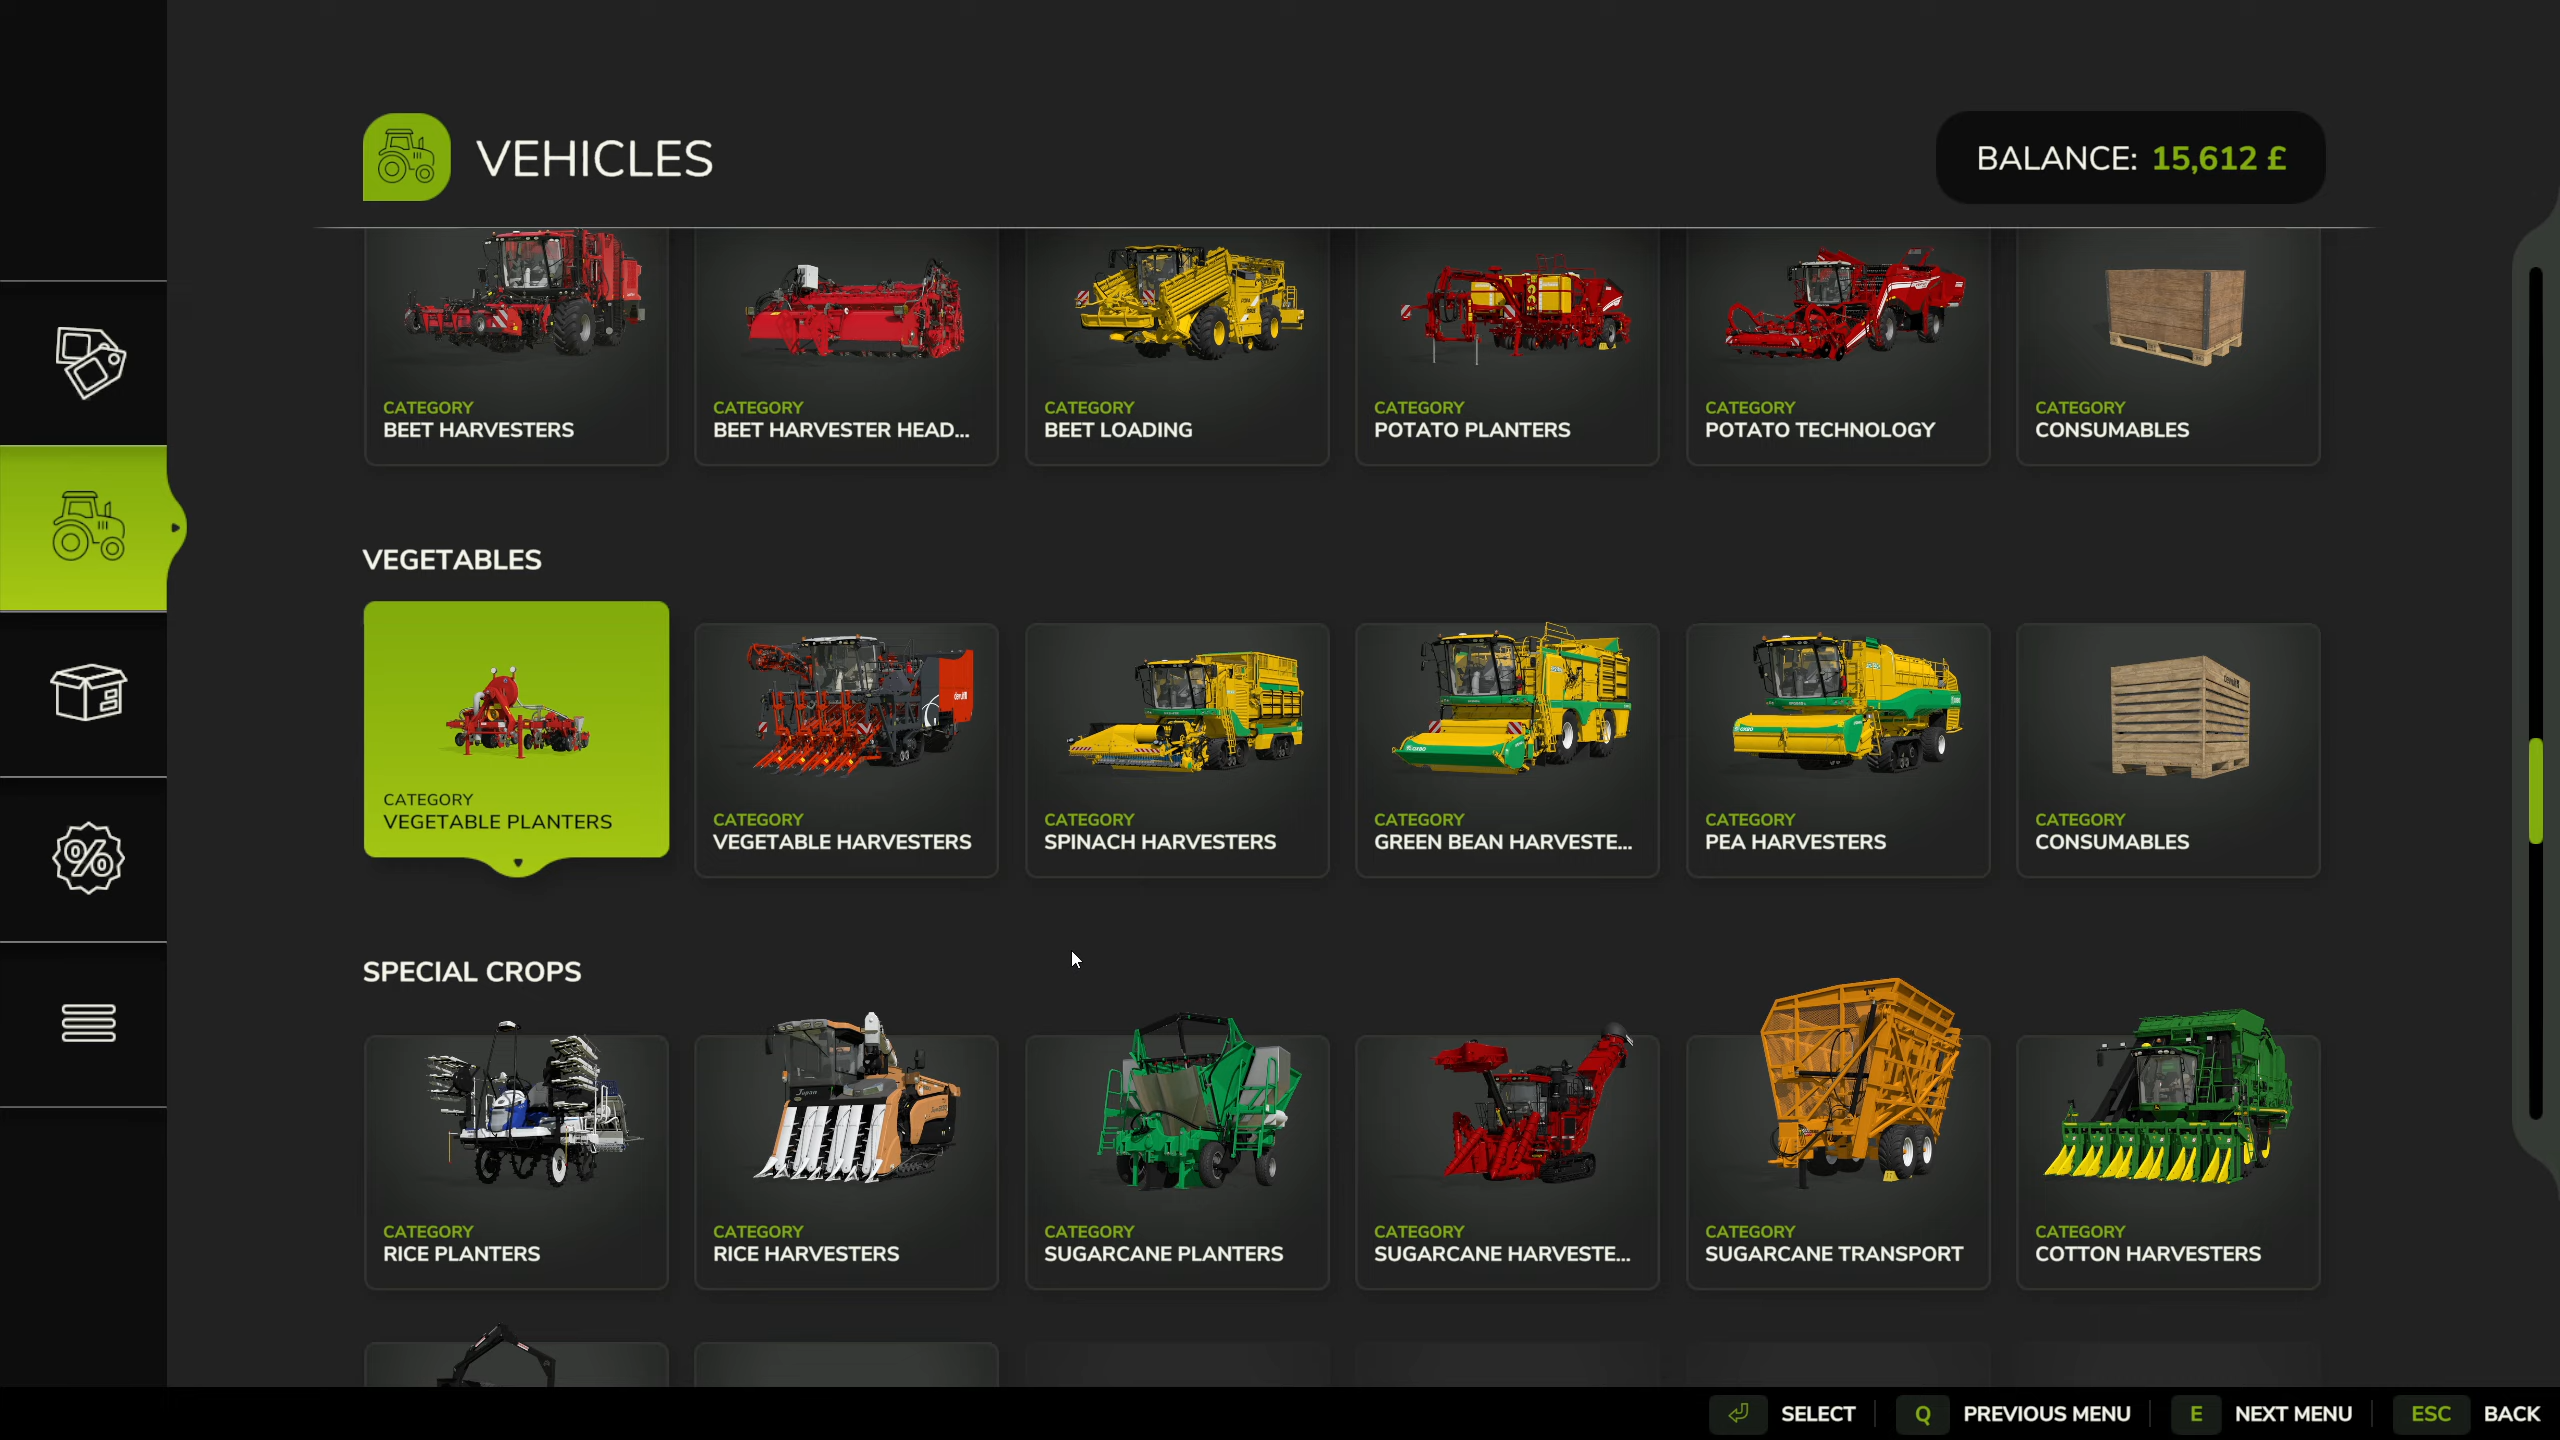 VEHICLES
BALANCE: 15,612 £
CATEGORY
BEET HARVESTERS
CATEGORY
BEET HARVESTER HEAD...
CATEGORY
BEET LOADING
CATEGORY
POTATO PLANTERS
CATEGORY
POTATO TECHNOLOGY
CATEGORY
CONSUMABLES
VEGETABLES
CATEGORY
VEGETABLE PLANTERS
CATEGORY
VEGETABLE HARVESTERS
CATEGORY
SPINACH HARVESTERS
CATEGORY
GREEN BEAN HARVESTE...
CATEGORY
PEA HARVESTERS
CATEGORY
CONSUMABLES
SPECIAL CROPS
CATEGORY
RICE PLANTERS
CATEGORY
RICE HARVESTERS
CATEGORY
SUGARCANE PLANTERS
CATEGORY
SUGARCANE HARVESTE...
CATEGORY
SUGARCANE TRANSPORT
CATEGORY
COTTON HARVESTERS
SELECT
Q PREVIOUS MENU
E NEXT MENU
ESC BACK